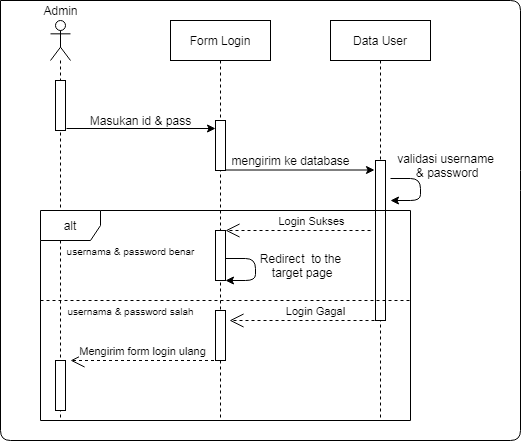 Admin
Form Login
Data User
Masukan id & pass
mengirim ke database
validasi username
& password
alt
Login Sukses
usernama & password benar
Redirect to the
target page
usernama & password salah
Login Gagal
Mengirim form login ulang